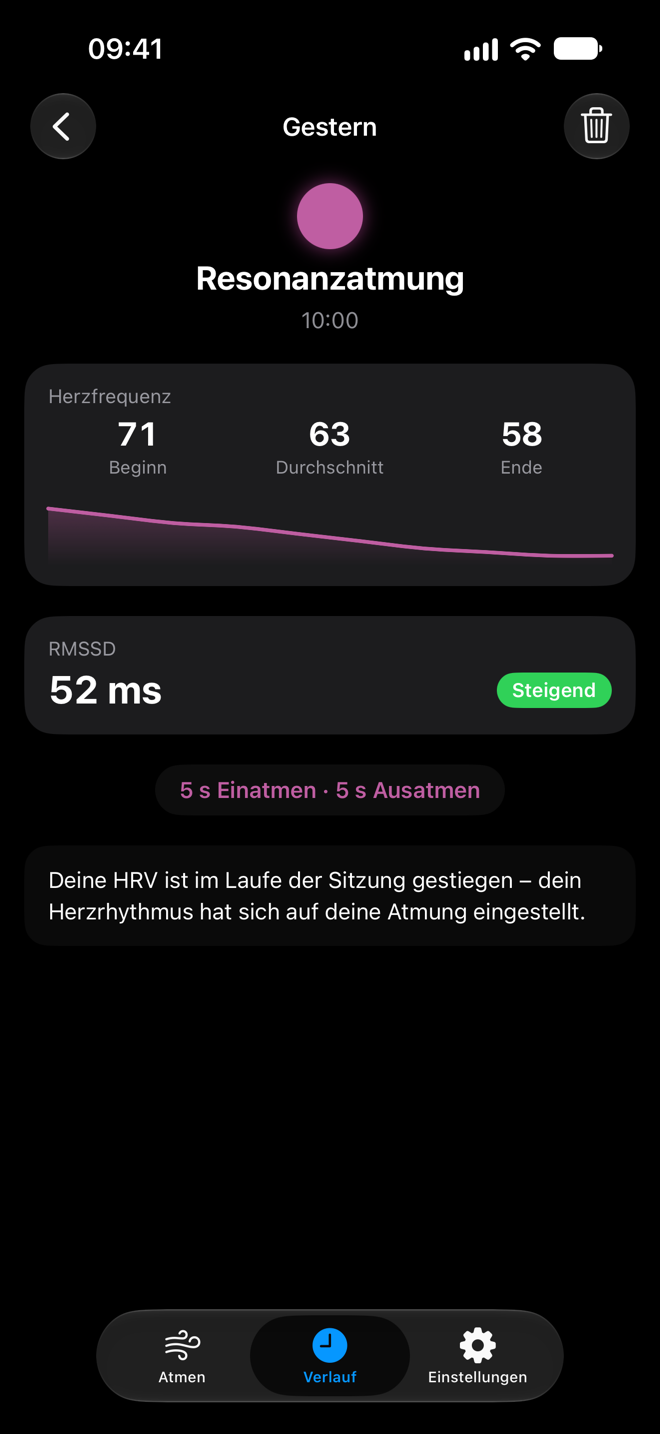 09:41
Gestern
Resonanzatmung
10:00
Herzfrequenz
71 63 58
Beginn Durchschnitt Ende
RMSSD
52 ms Steigend
5 s Einatmen · 5 s Ausatmen
Deine HRV ist im Laufe der Sitzung gestiegen – dein
Herzrhythmus hat sich auf deine Atmung eingestellt.
Atmen Verlauf Einstellungen